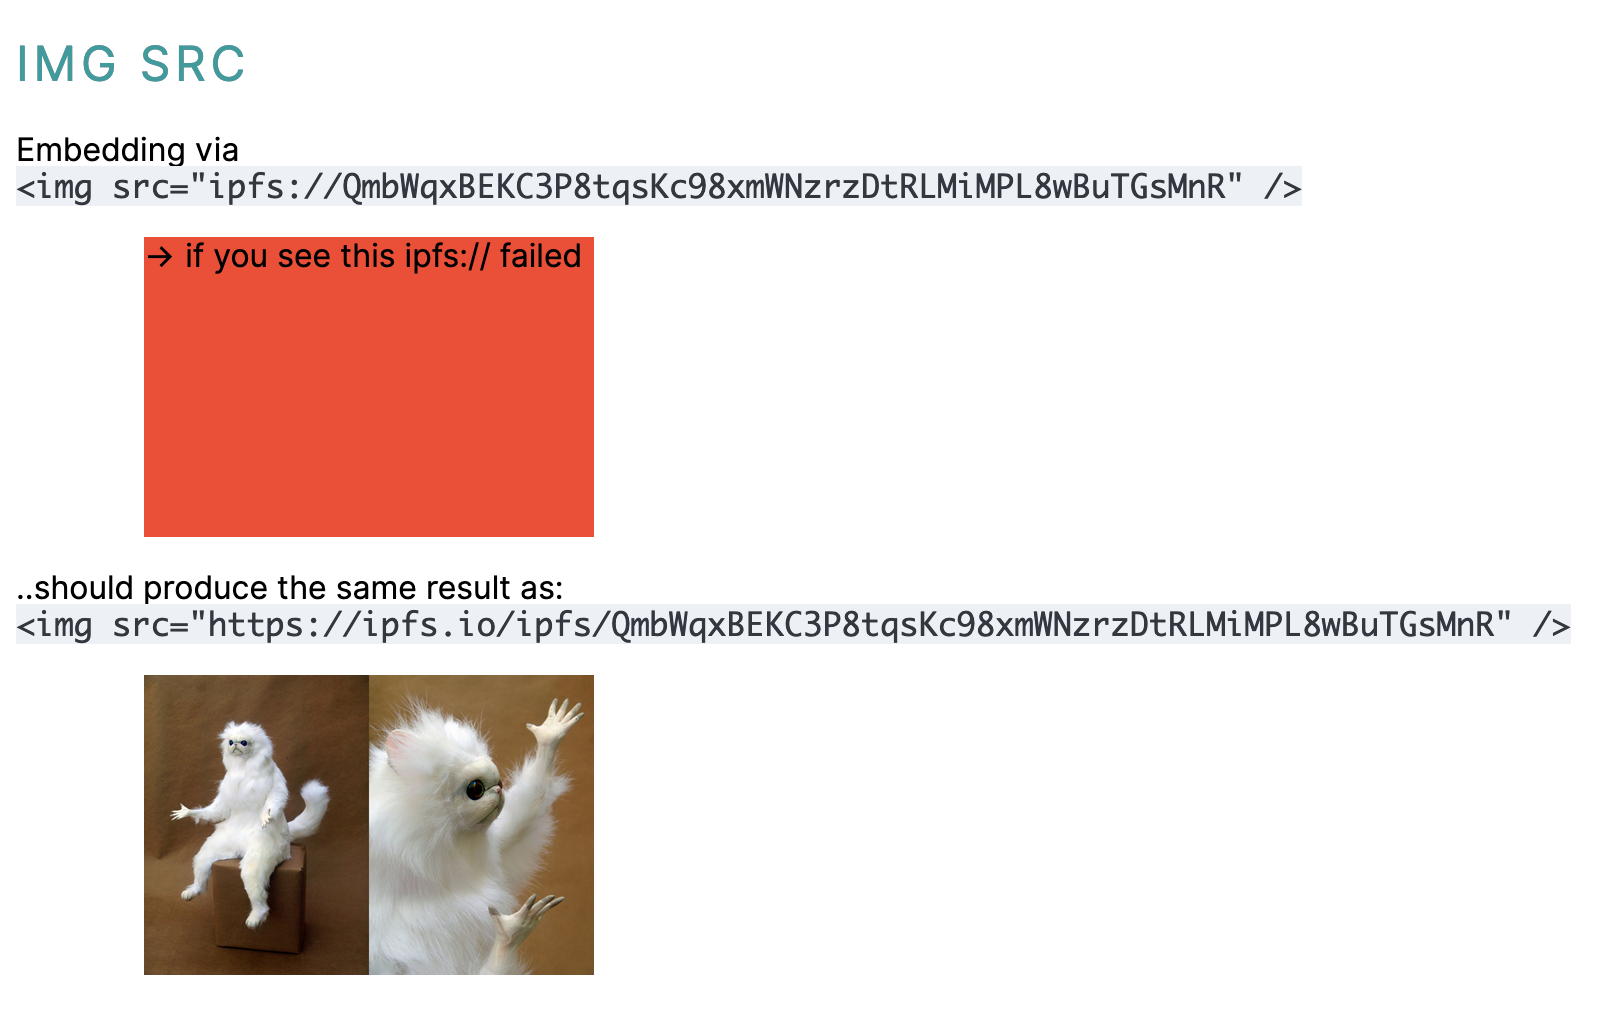 IMG SRC
Embedding via
<img src="ipfs://QmbWqxBEKC3P8tqsKc98xmWNzrzDtRLMiMPL8wBuTGsMnR" />
→ if you see this ipfs:// failed
..should produce the same result as:
<img src="https://ipfs.io/ipfs/QmbWqxBEKC3P8tqsKc98xmWNzrzDtRLMiMPL8wBuTGsMnR" />